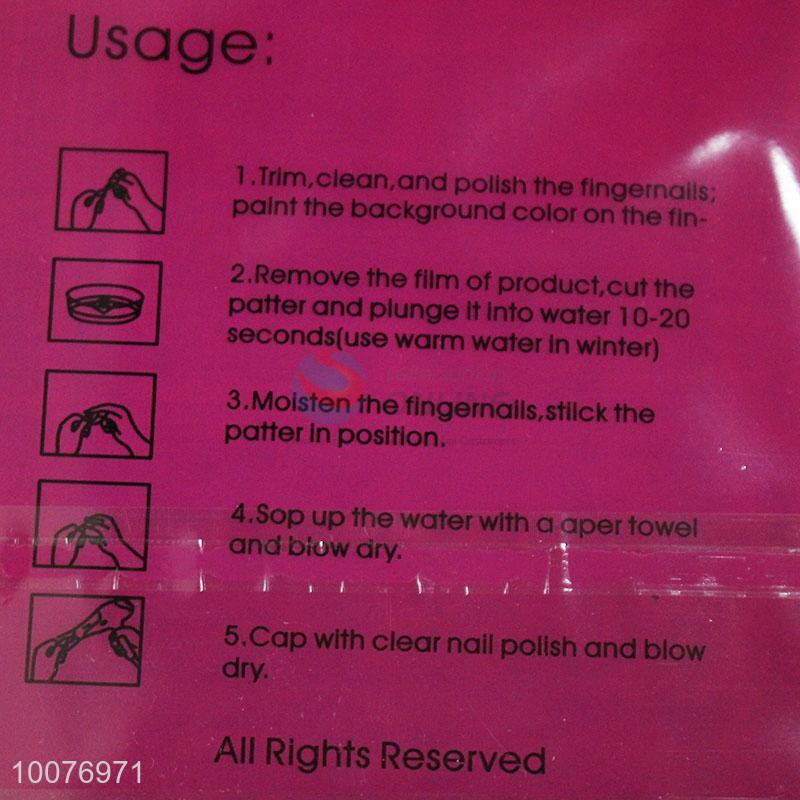 Usage:
1.Trim,clean,and polish the fingernails;
paint the background color on the fin-
2.Remove the film of product,cut the
patter and plunge it into water 10-20
seconds(use warm water in winter)
3.Moisten the fingernails,stiick the
patter in position.
4.Sop up the water with a aper towel
and blow dry.
5.Cap with clear nail polish and blow
dry.
All Rights Reserved
10076971